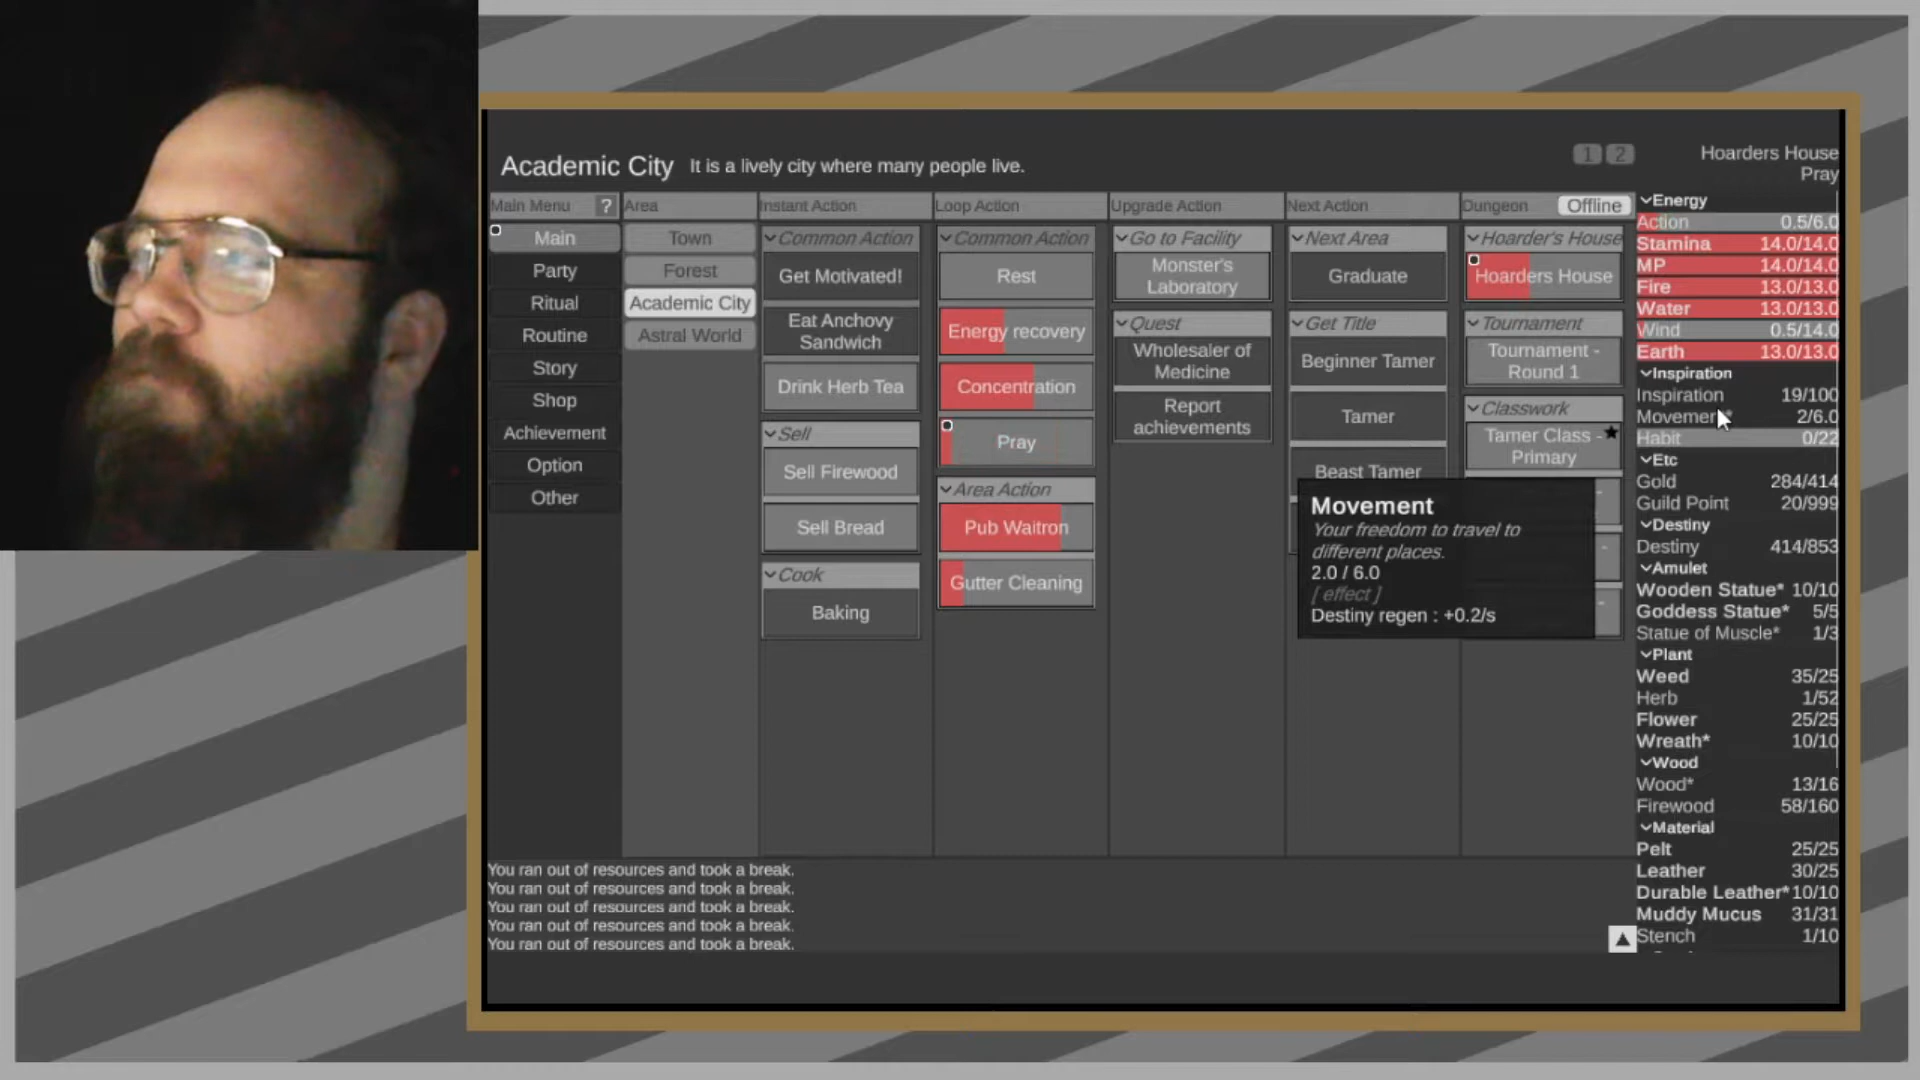 Academic City It is a lively city where many people live.
1 2
Hoarders House
Pray
Main Menu ?
Main
Party
Ritual
Routine
Story
Shop
Achievement
Option
Other
Area
Town
Forest
Academic City
Astral World
Instant Action
Common Action
Get Motivated!
Eat Anchovy
Sandwich
Drink Herb Tea
Sell
Sell Firewood
Sell Bread
Cook
Baking
Loop Action
Common Action
Rest
Energy recovery
Concentration
Pray
Area Action
Pub Waitron
Gutter Cleaning
Upgrade Action
Go to Facility
Monster's
Laboratory
Quest
Wholesaler of
Medicine
Report
achievements
Next Action
Next Area
Graduate
Get Title
Beginner Tamer
Tamer
Beast Tamer
Dungeon Offline
Hoarder's House
Hoarders House
Tournament
Tournament -
Round 1
Classwork
Tamer Class -
Primary
Movement
Your freedom to travel to
different places.
2.0 / 6.0
[ effect ]
Destiny regen : +0.2/s
Energy
Action 0.5/6.0
Stamina 14.0/14.0
MP 14.0/14.0
Fire 13.0/13.0
Water 13.0/13.0
Wind 0.5/14.0
Earth 13.0/13.0
Inspiration
Inspiration 19/100
Movement* 2/6.0
Habit 0/22
Etc
Gold 284/414
Guild Point 20/999
Destiny
Destiny 414/853
Amulet
Wooden Statue* 10/10
Goddess Statue* 5/5
Statue of Muscle* 1/3
Plant
Weed 35/25
Herb 1/52
Flower 25/25
Wreath* 10/10
Wood
Wood* 13/16
Firewood 58/160
Material
Pelt 25/25
Leather 30/25
Durable Leather* 10/10
Muddy Mucus 31/31
Stench 1/10
You ran out of resources and took a break.
You ran out of resources and took a break.
You ran out of resources and took a break.
You ran out of resources and took a break.
You ran out of resources and took a break.